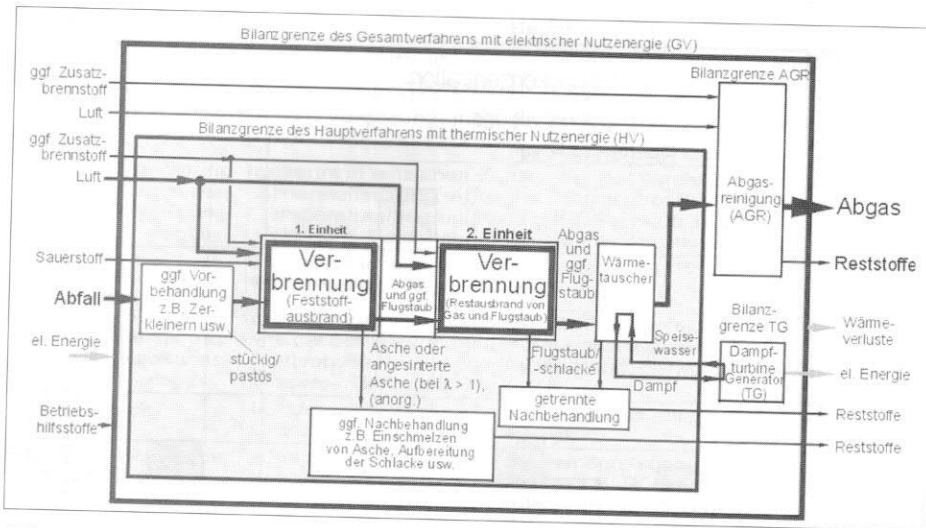 Bilanzgrenze des Gesamtverfahrens mit elektrischer Nutzenergie (GV)
Bilanzgrenze AGR
ggf. Zusatz-
brennstoff
Luft
Bilanzgrenze des Hauptverfahrens mit thermischer Nutzenergie (HV)
ggf. Zusatz-
brennstoff
Luft
Abgas-
reinigung
(AGR)
Abgas
Reststoffe
1. Einheit
Ver-
brennung
(Feststoff-
ausbrand)
2. Einheit
Ver-
brennung
(Restausbrand von
Gas und Flugstaub)
Abgas
und
ggf.
Flug-
staub
Wärme-
tauscher
Sauerstoff
Abfall
ggf. Vor-
behandlung
z.B. Zer-
kleinern usw.
Abgas
und ggf.
Flugstaub
stückig/
pastös
el. Energie
Betriebs-
hilfsstoffe
Asche oder
angesinterte
Asche (bei λ > 1),
(anorg.)
Flugstaub/
-schlacke
Speise-
wasser
Dampf
Bilanz-
grenze TG
Dampf-
turbine
Generator
(TG)
Wärme-
verluste
el. Energie
getrennte
Nachbehandlung
Reststoffe
ggf. Nachbehandlung
z.B. Einschmelzen
von Asche, Aufbereitung
der Schlacke usw.
Reststoffe